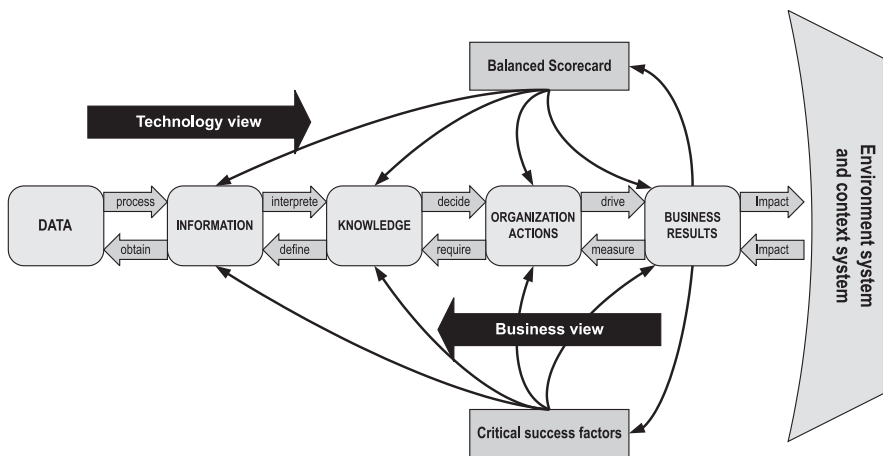 Balanced Scorecard
Technology view
process
interprete
decide
drive
Impact
DATA
INFORMATION
KNOWLEDGE
ORGANIZATION
ACTIONS
BUSINESS
RESULTS
obtain
define
require
measure
Impact
Business view
Critical success factors
Environment system
and context system